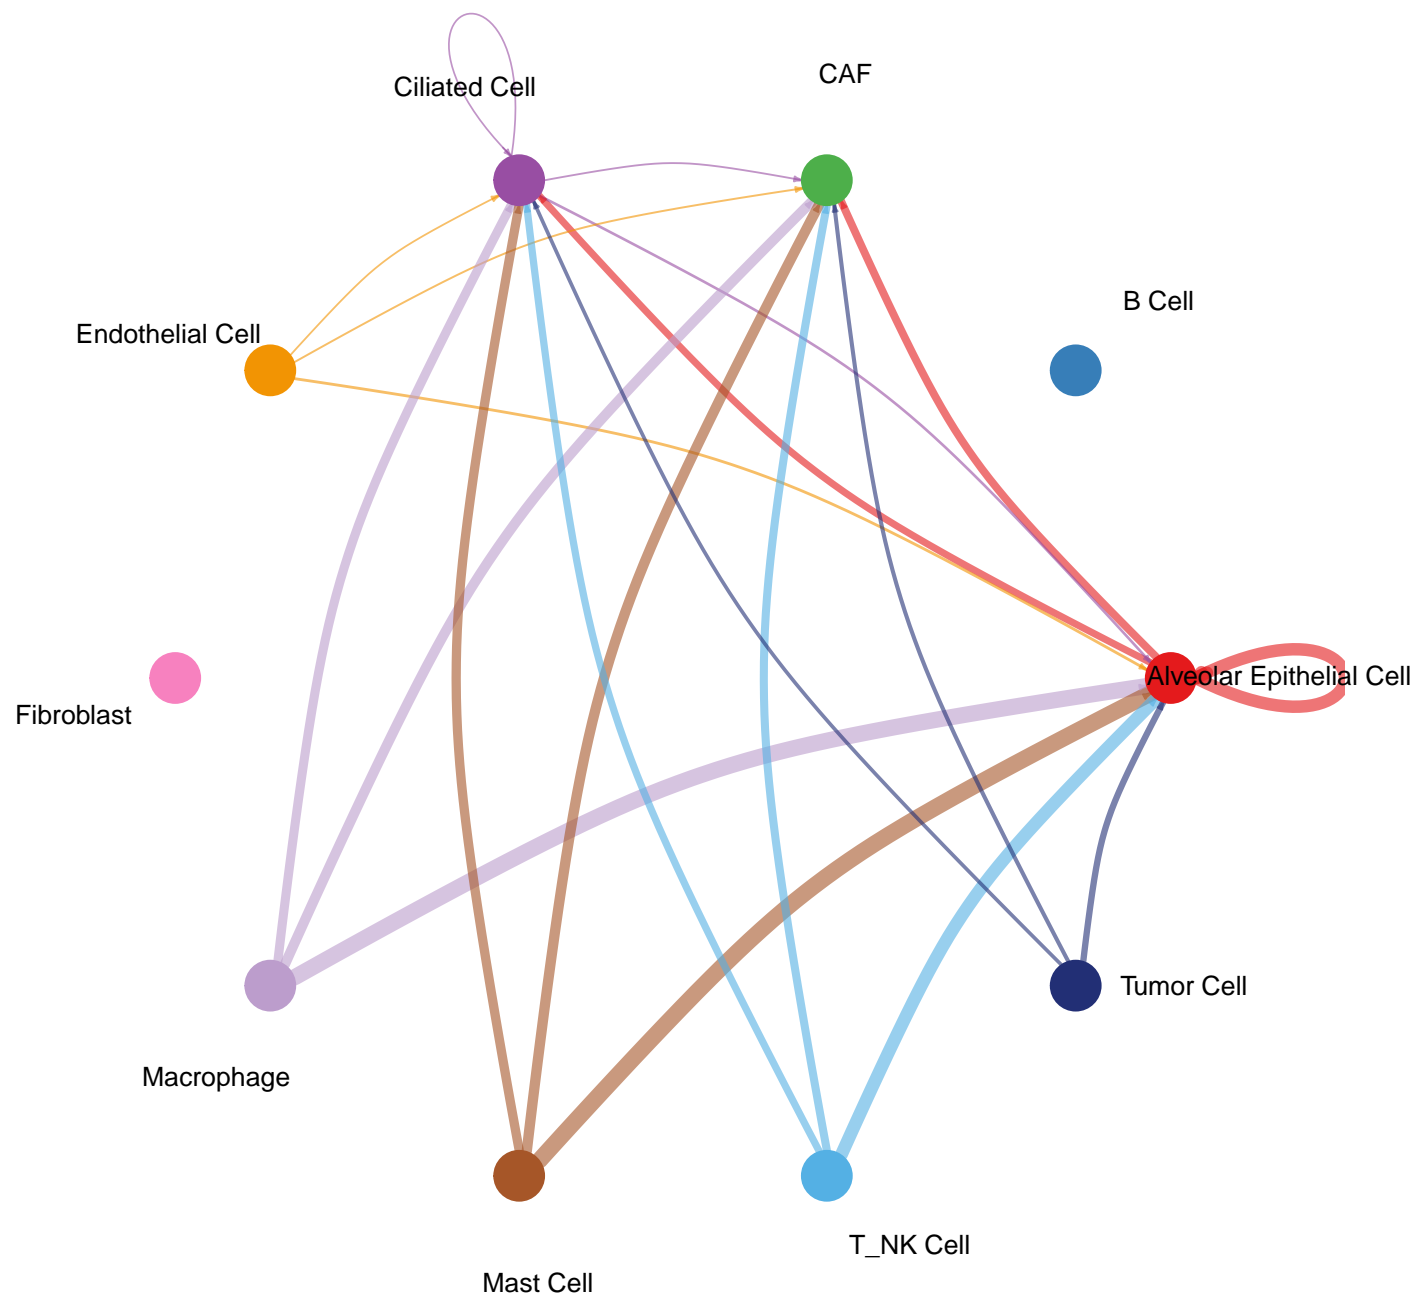 CAF
Ciliated Cell
B Cell
Endothelial Cell
Alveolar Epithelial Cell
Fibroblast
Tumor Cell
Macrophage
T_NK Cell
Mast Cell